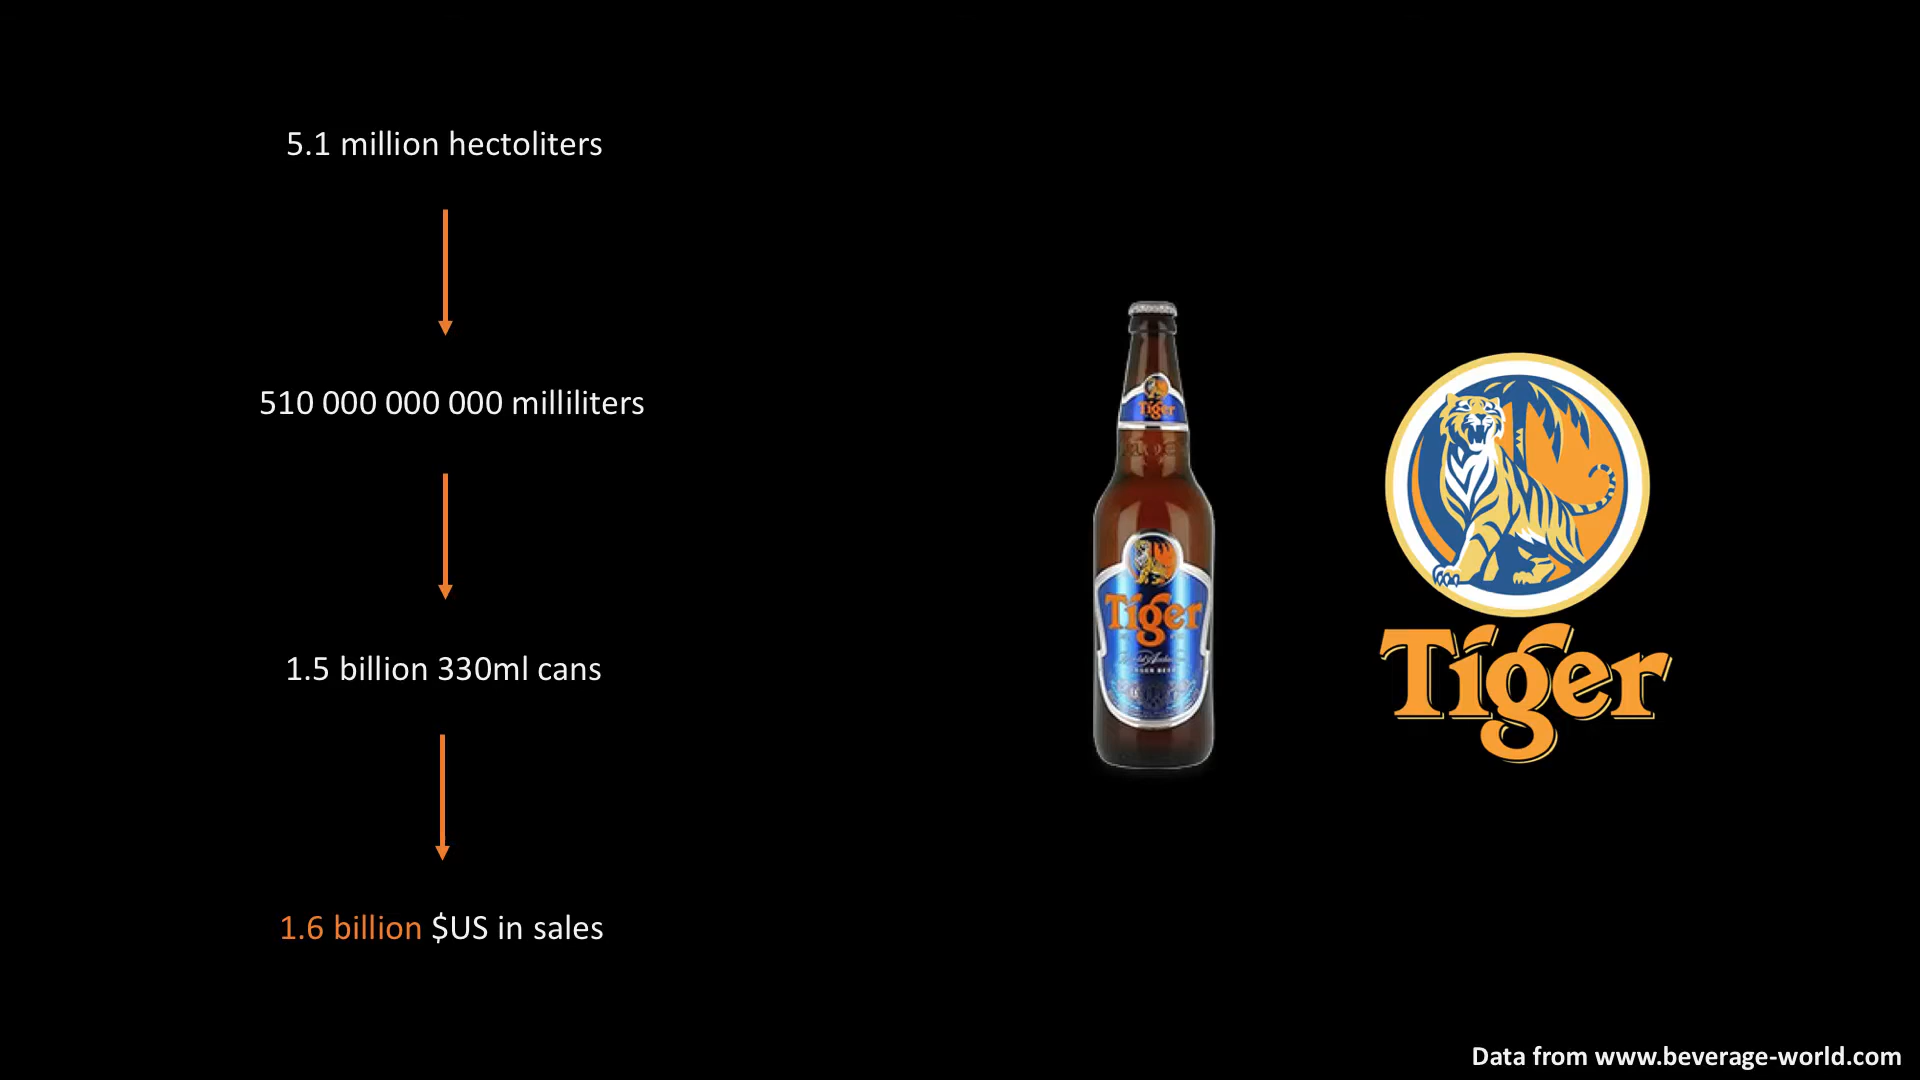 5.1 million hectoliters
510 000 000 000 milliliters
1.5 billion 330ml cans
1.6 billion $US in sales
Tiger
Tiger
Tiger
Data from www.beverage-world.com